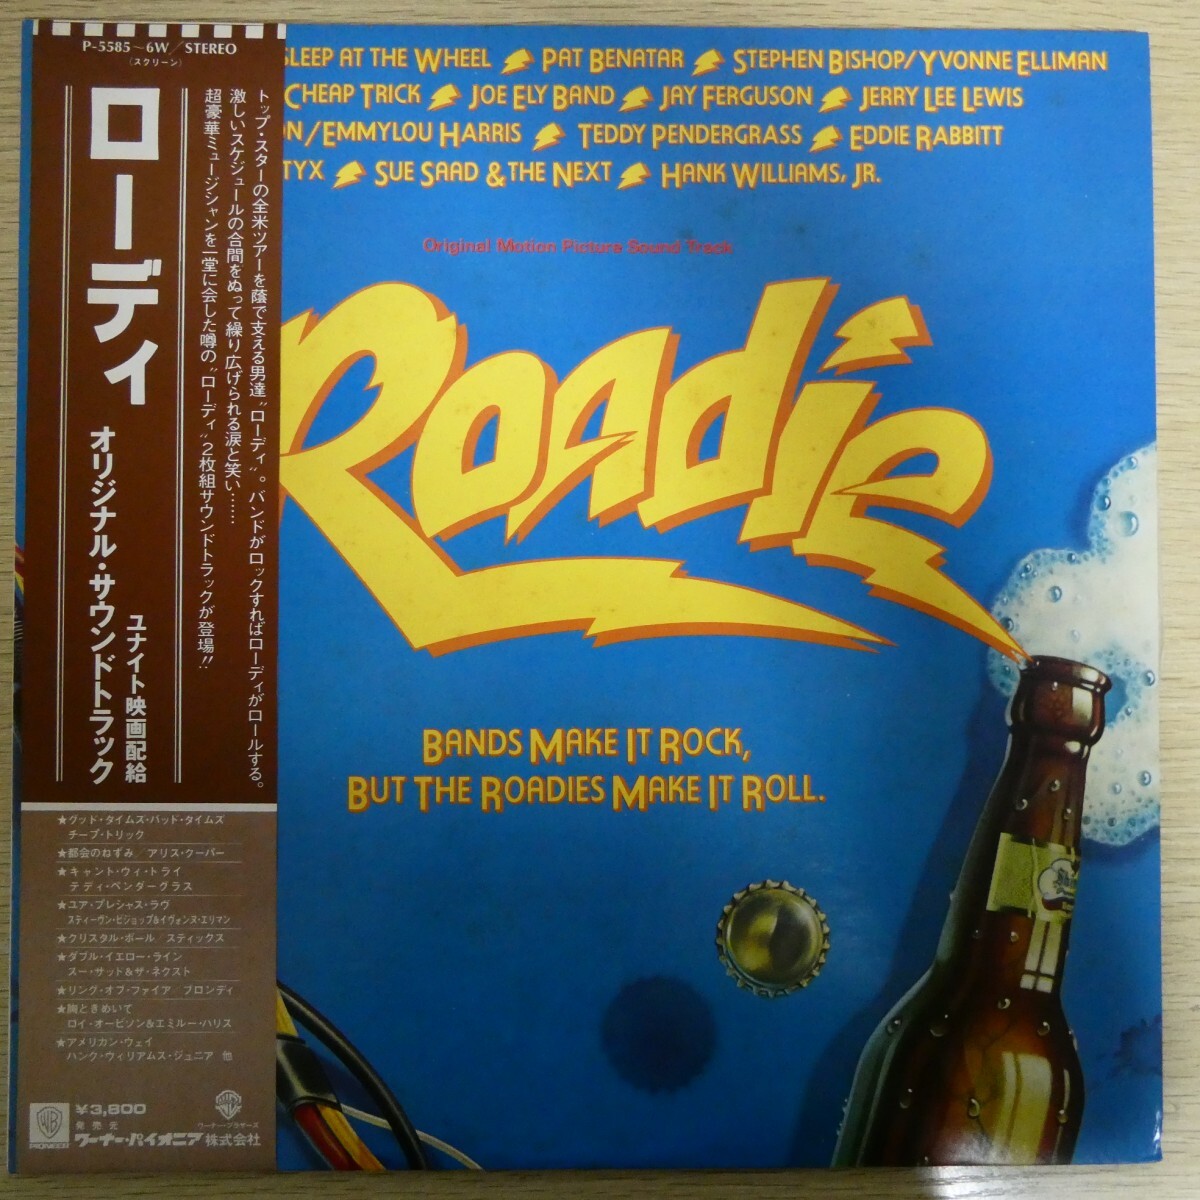 P-5585~6W／STEREO
(スクリーン)
ローディ
オリジナル・サウンドトラック
ユナイト映画配給
トップ・スターの全米ツアーを蔭で支える男達“ローディ”。バンドがロックすればローディがロールする。
激しいスケジュールの合間をぬって繰り広げられる涙と笑い……
超豪華ミュージシャンを一堂に会した噂の“ローディ”2枚組サウンドトラックが登場!!
★グッド・タイムス・バッド・タイムズ
チープ・トリック
★都会のねずみ／アリス・クーパー
★キャント・ウィ・トライ
テディ・ペンダーグラス
★ユア・プレシャス・ラヴ
スティーヴン・ビショップ&イヴォンヌ・エリマン
★クリスタル・ボール／スティックス
★ダブル・イエロー・ライン
スー・サッド&ザ・ネクスト
★リング・オブ・ファイア／ブロンディ
★胸ときめいて
ロイ・オービソン&エミルー・ハリス
★アメリカン・ウェイ
ハンク・ウィリアムス・ジュニア 他
¥3,800
発売元
ワーナー・パイオニア株式会社
PIONEER
ワーナー・ブラザーズ
SLEEP AT THE WHEEL PAT BENATAR STEPHEN BISHOP/YVONNE ELLIMAN
CHEAP TRICK JOE ELY BAND JAY FERGUSON JERRY LEE LEWIS
ON/EMMYLOU HARRIS TEDDY PENDERGRASS EDDIE RABBITT
TYX SUE SAAD & THE NEXT HANK WILLIAMS, JR.
Original Motion Picture Sound Track
Roadie
BANDS MAKE IT ROCK,
BUT THE ROADIES MAKE IT ROLL.